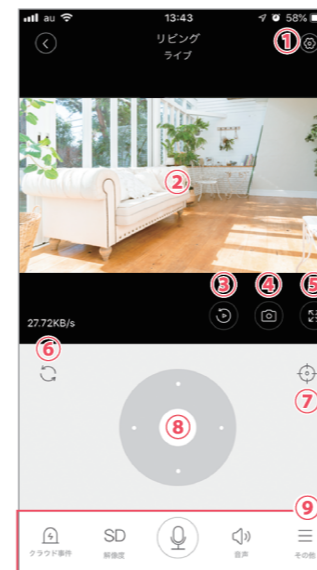 au 13:43 58%
リビング
ライブ
①
②
③ ④ ⑤
27.72KB/s
⑥
⑦
⑧
⑨
SD
クラウド事件 解像度 音声 その他